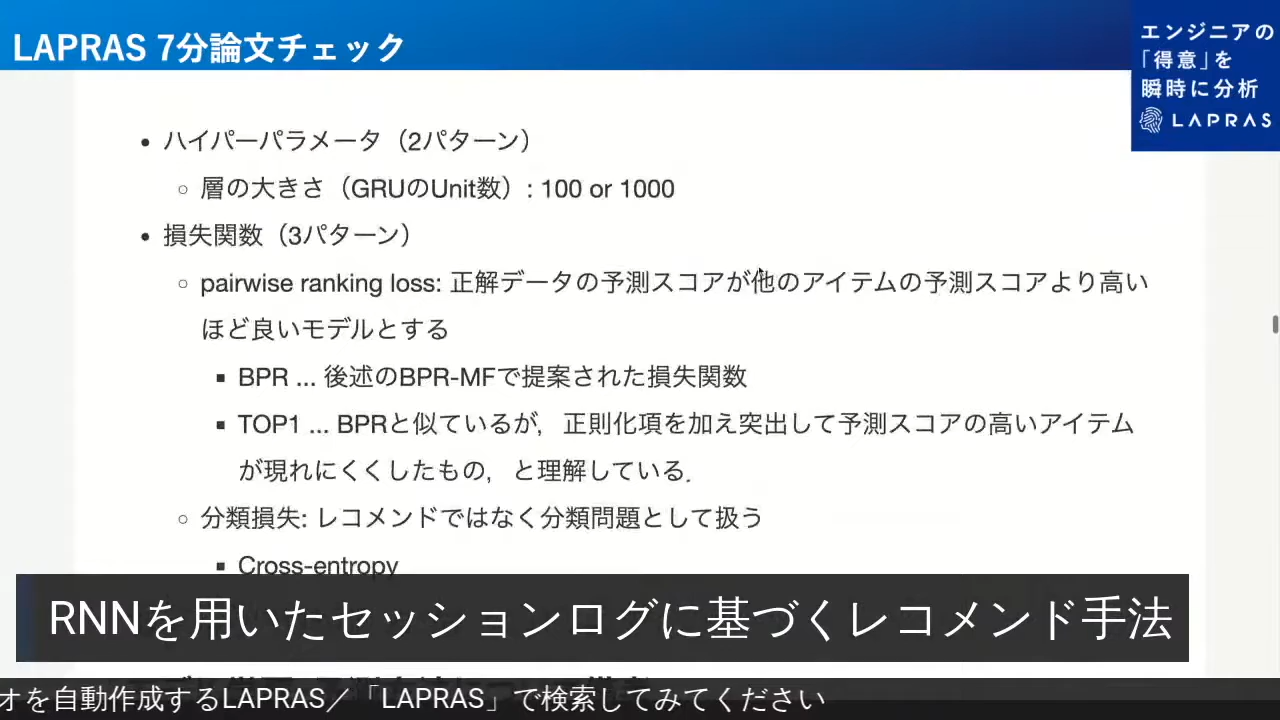 LAPRAS 7分論文チェック
エンジニアの
「得意」を
瞬時に分析
LAPRAS
• ハイパーパラメータ（2パターン）
○ 層の大きさ（GRUのUnit数）: 100 or 1000
• 損失関数（3パターン）
○ pairwise ranking loss: 正解データの予測スコアが他のアイテムの予測スコアより高い
ほど良いモデルとする
■ BPR ... 後述のBPR-MFで提案された損失関数
■ TOP1 ... BPRと似ているが，正則化項を加え突出して予測スコアの高いアイテム
が現れにくくしたもの，と理解している．
○ 分類損失: レコメンドではなく分類問題として扱う
■ Cross-entropy
RNNを用いたセッションログに基づくレコメンド手法
オを自動作成するLAPRAS／「LAPRAS」で検索してみてください